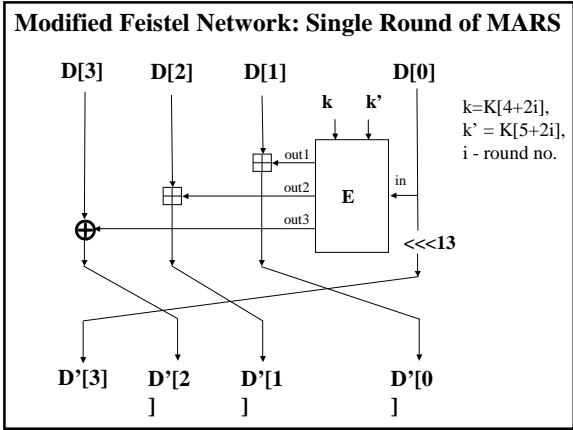 Modified Feistel Network: Single Round of MARS
D[3] D[2] D[1] D[0]
k k’
k=K[4+2i],
k’ = K[5+2i],
i - round no.
out1
in
out2
E
out3
<<<13
D’[3] D’[2 D’[1 D’[0
] ] ]